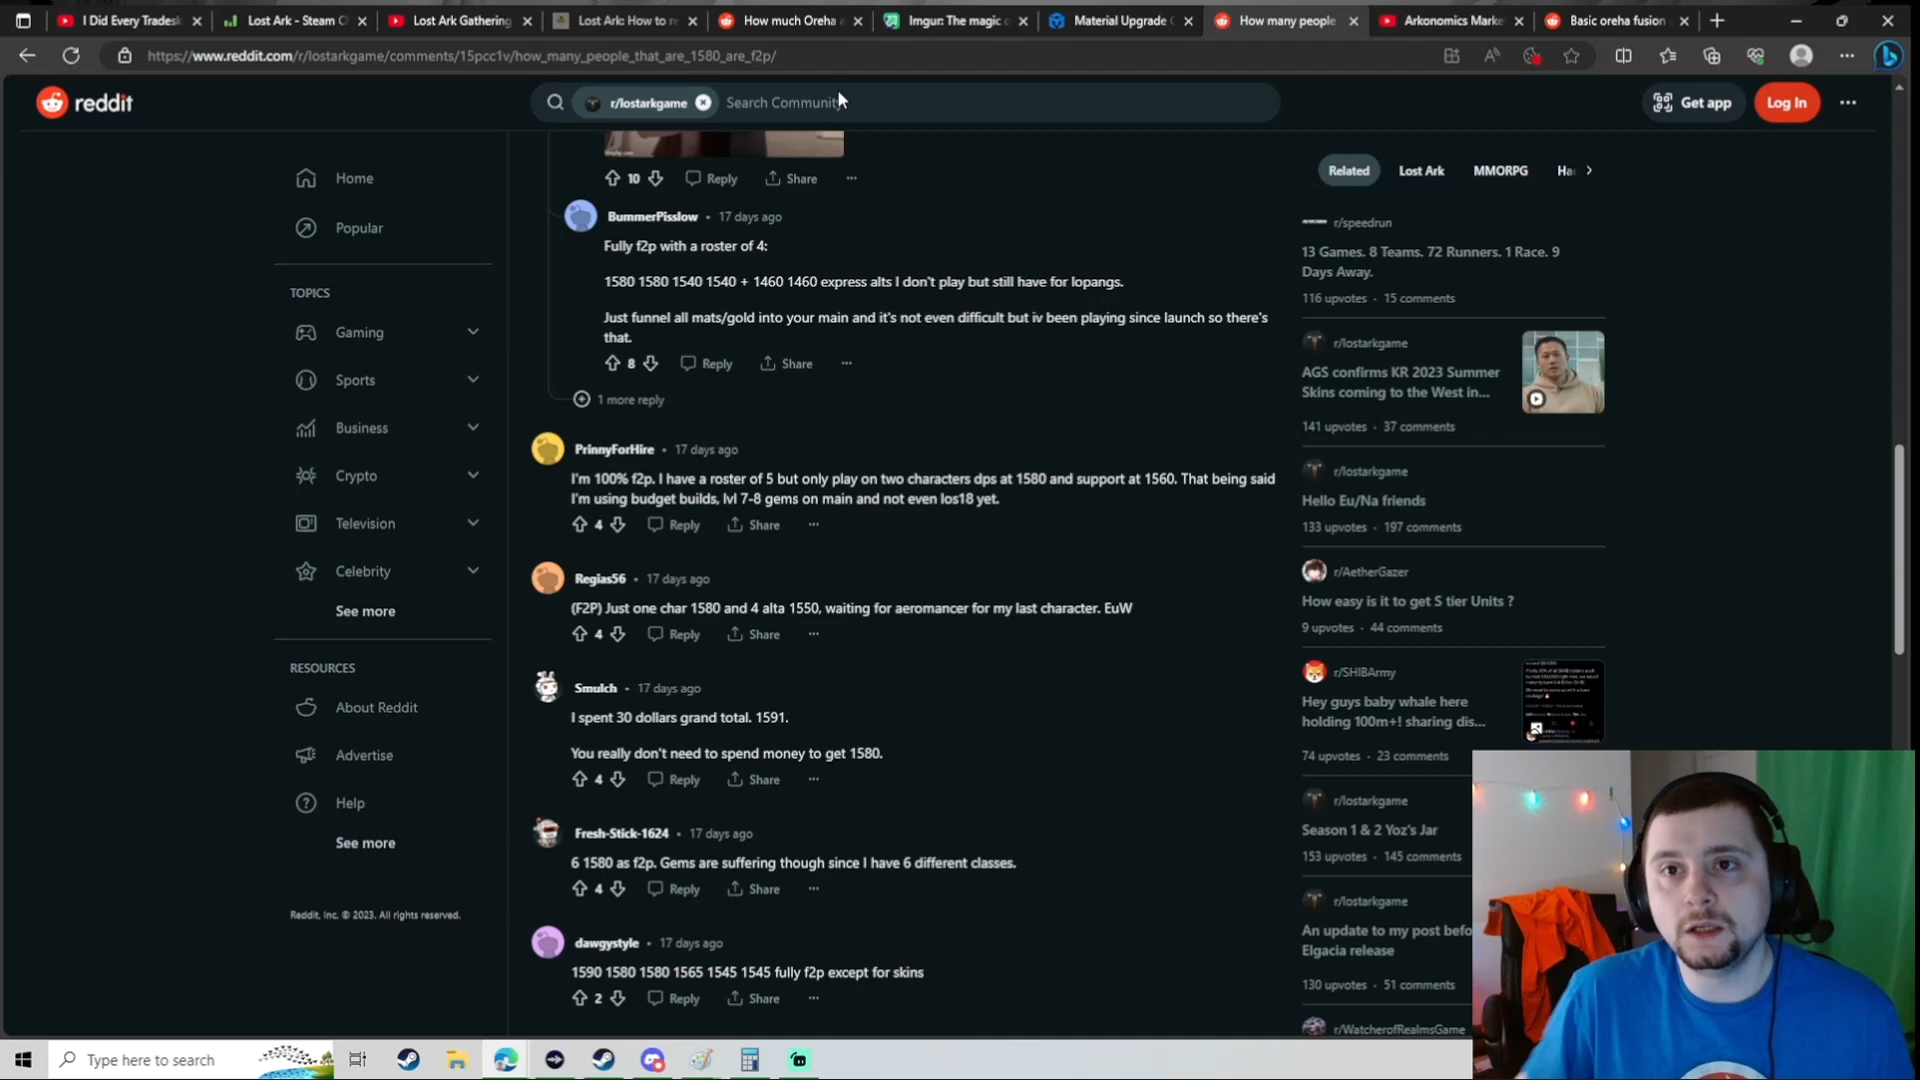 I Did Every Tradesk
Lost Ark - Steam C
Lost Ark Gathering
Lost Ark: How to re
How much Oreha a
Imgur: The magic o
Material Upgrade C
How many people
Arkonomics Marke
Basic oreha fusion
https://www.reddit.com/r/lostarkgame/comments/15pcc1v/how_many_people_that_are_1580_are_f2p/
reddit
r/lostarkgame
Search Community
Get app
Log In
Home
Popular
TOPICS
Gaming
Sports
Business
Crypto
Television
Celebrity
See more
RESOURCES
About Reddit
Advertise
Help
See more
Reddit, Inc. © 2023. All rights reserved.
10 Reply Share
BummerPisslow • 17 days ago
Fully f2p with a roster of 4:
1580 1580 1540 1540 + 1460 1460 express alts I don't play but still have for lopangs.
Just funnel all mats/gold into your main and it's not even difficult but iv been playing since launch so there's
that.
8 Reply Share
1 more reply
PrinnyForHire • 17 days ago
I'm 100% f2p. I have a roster of 5 but only play on two characters dps at 1580 and support at 1560. That being said
I'm using budget builds, lvl 7-8 gems on main and not even los18 yet.
4 Reply Share
Regias56 • 17 days ago
(F2P) Just one char 1580 and 4 alta 1550, waiting for aeromancer for my last character. EuW
4 Reply Share
Smulch • 17 days ago
I spent 30 dollars grand total. 1591.
You really don't need to spend money to get 1580.
4 Reply Share
Fresh-Stick-1624 • 17 days ago
6 1580 as f2p. Gems are suffering though since I have 6 different classes.
4 Reply Share
dawgystyle • 17 days ago
1590 1580 1580 1565 1545 1545 fully f2p except for skins
2 Reply Share
Related Lost Ark MMORPG Ha
r/speedrun
13 Games. 8 Teams. 72 Runners. 1 Race. 9
Days Away.
116 upvotes • 15 comments
r/lostarkgame
AGS confirms KR 2023 Summer
Skins coming to the West in...
141 upvotes • 37 comments
r/lostarkgame
Hello Eu/Na friends
133 upvotes • 197 comments
r/AetherGazer
How easy is it to get S tier Units ?
9 upvotes • 44 comments
r/SHIBArmy
Hey guys baby whale here
holding 100m+! sharing dis...
74 upvotes • 23 comments
r/lostarkgame
Season 1 & 2 Yoz's Jar
153 upvotes • 145 comments
r/lostarkgame
An update to my post befo
Elgacia release
130 upvotes • 51 comments
r/WatcherofRealmsGame
Type here to search